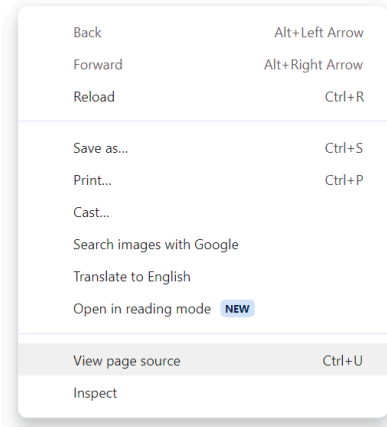 Back Alt+Left Arrow
Forward Alt+Right Arrow
Reload Ctrl+R
Save as... Ctrl+S
Print... Ctrl+P
Cast...
Search images with Google
Translate to English
Open in reading mode NEW
View page source Ctrl+U
Inspect